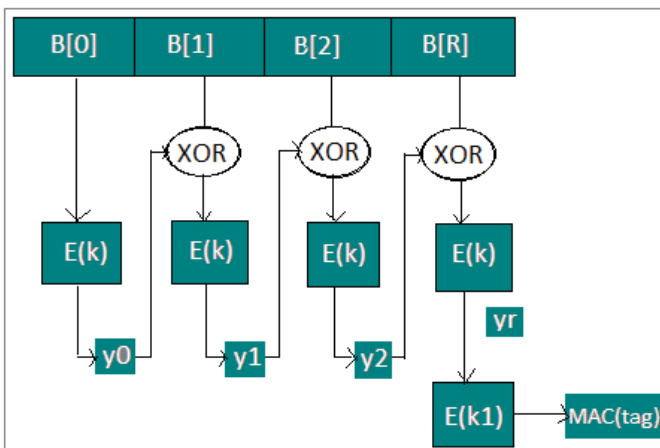 B[0] B[1] B[2] B[R]
XOR XOR XOR
E(k) E(k) E(k) E(k)
yr
y0 y1 y2
E(k1) MAC(tag)